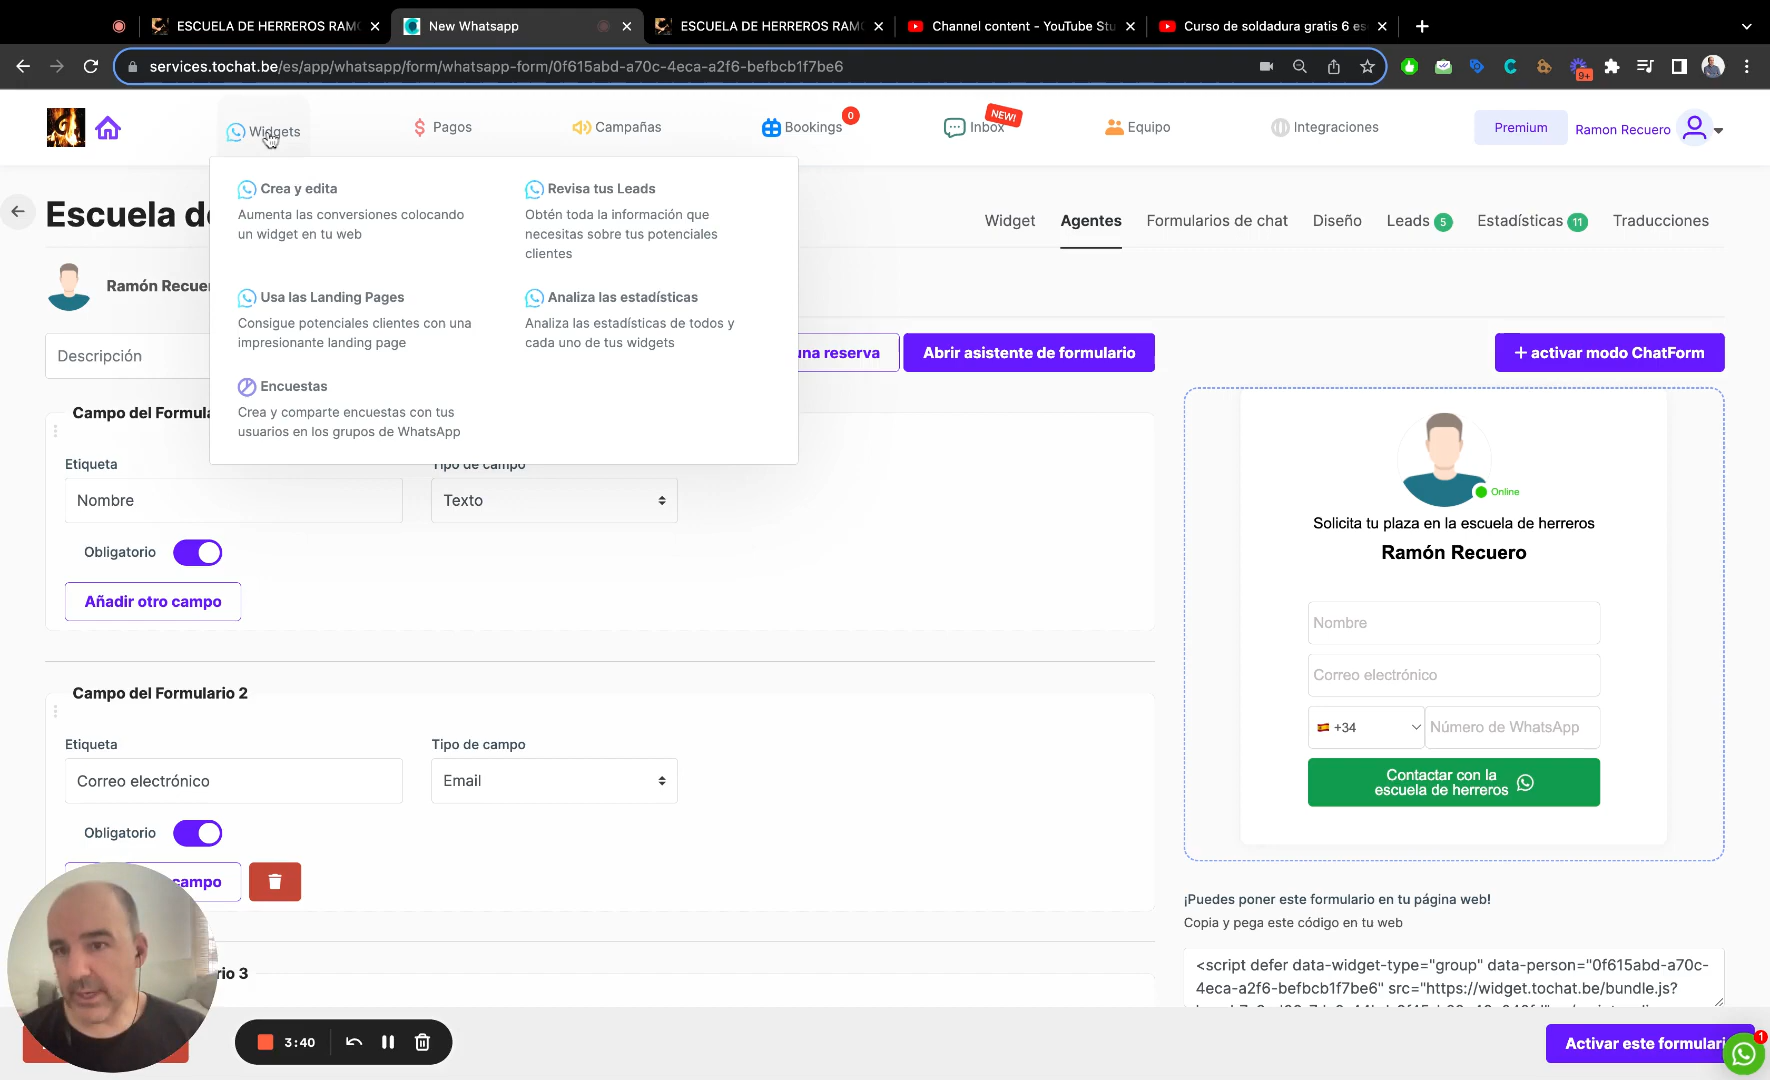 ESCUELA DE HERREROS RAMO
New Whatsapp
ESCUELA DE HERREROS RAMO
Channel content - YouTube Stu
Curso de soldadura gratis 6 es
services.tochat.be/es/app/whatsapp/form/whatsapp-form/0f615abd-a70c-4eca-a2f6-befbcb1f7be6
9+
Widgets
Pagos
Campañas
Bookings
0
Inbox
NEW!
Equipo
Integraciones
Premium
Ramon Recuero
Crea y edita
Aumenta las conversiones colocando
un widget en tu web
Revisa tus Leads
Obtén toda la información que
necesitas sobre tus potenciales
clientes
Usa las Landing Pages
Consigue potenciales clientes con una
impresionante landing page
Analiza las estadísticas
Analiza las estadísticas de todos y
cada uno de tus widgets
Encuestas
Crea y comparte encuestas con tus
usuarios en los grupos de WhatsApp
Escuela de
Widget
Agentes
Formularios de chat
Diseño
Leads 5
Estadísticas 11
Traducciones
Ramón Recue
Descripción
una reserva
Abrir asistente de formulario
+ activar modo ChatForm
Campo del Formula
Etiqueta
Tipo de campo
Nombre
Texto
Obligatorio
Añadir otro campo
Campo del Formulario 2
Etiqueta
Tipo de campo
Correo electrónico
Email
Obligatorio
campo
rio 3
3:40
Online
Solicita tu plaza en la escuela de herreros
Ramón Recuero
Nombre
Correo electrónico
+34
Número de WhatsApp
Contactar con la
escuela de herreros
¡Puedes poner este formulario en tu página web!
Copia y pega este código en tu web
<script defer data-widget-type="group" data-person="0f615abd-a70c-
4eca-a2f6-befbcb1f7be6" src="https://widget.tochat.be/bundle.js?
Activar este formulari
1